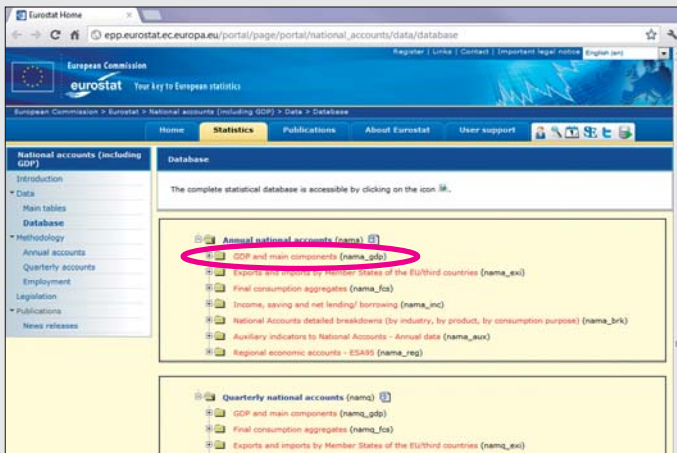 Eurostat Home
epp.eurostat.ec.europa.eu/portal/page/portal/national_accounts/data/database
Register | Links | Contact | Important legal notice English (en)
European Commission
eurostat Your key to European statistics
European Commission > Eurostat > National accounts (including GDP) > Data > Database
Home Statistics Publications About Eurostat User support
National accounts (including GDP)
Introduction
Data
Main tables
Database
Methodology
Annual accounts
Quarterly accounts
Employment
Legislation
Publications
News releases
Database
The complete statistical database is accessible by clicking on the icon .
Annual national accounts (nama)
GDP and main components (nama_gdp)
Exports and imports by Member States of the EU/third countries (nama_exi)
Final consumption aggregates (nama_fcs)
Income, saving and net lending/ borrowing (nama_inc)
National Accounts detailed breakdowns (by industry, by product, by consumption purpose) (nama_brk)
Auxiliary indicators to National Accounts - Annual data (nama_aux)
Regional economic accounts - ESA95 (nama_reg)
Quarterly national accounts (namq)
GDP and main components (namq_gdp)
Final consumption aggregates (namq_fcs)
Exports and imports by Member States of the EU/third countries (namq_exi)